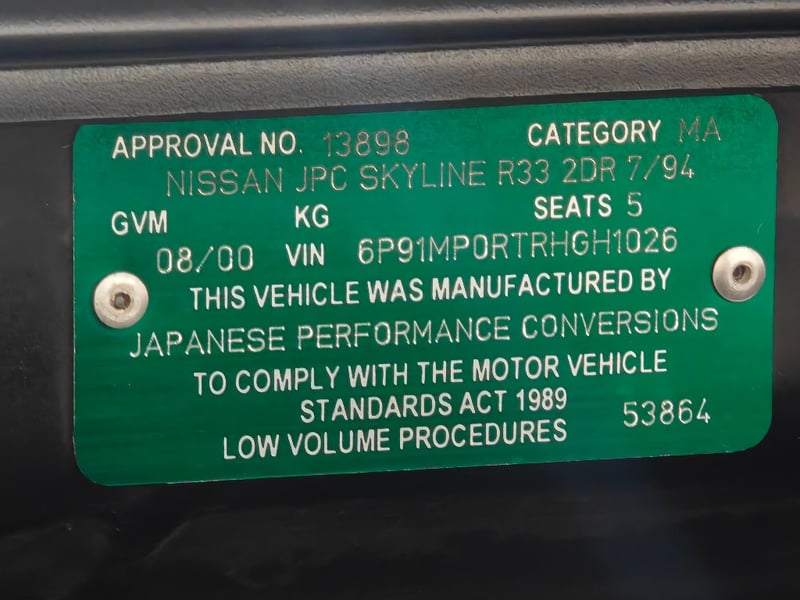 APPROVAL NO. 13898 CATEGORY MA
NISSAN JPC SKYLINE R33 2DR 7/94
GVM KG SEATS 5
08/00 VIN 6P91MP0RTRHGH1026
THIS VEHICLE WAS MANUFACTURED BY
JAPANESE PERFORMANCE CONVERSIONS
TO COMPLY WITH THE MOTOR VEHICLE
STANDARDS ACT 1989
LOW VOLUME PROCEDURES 53864